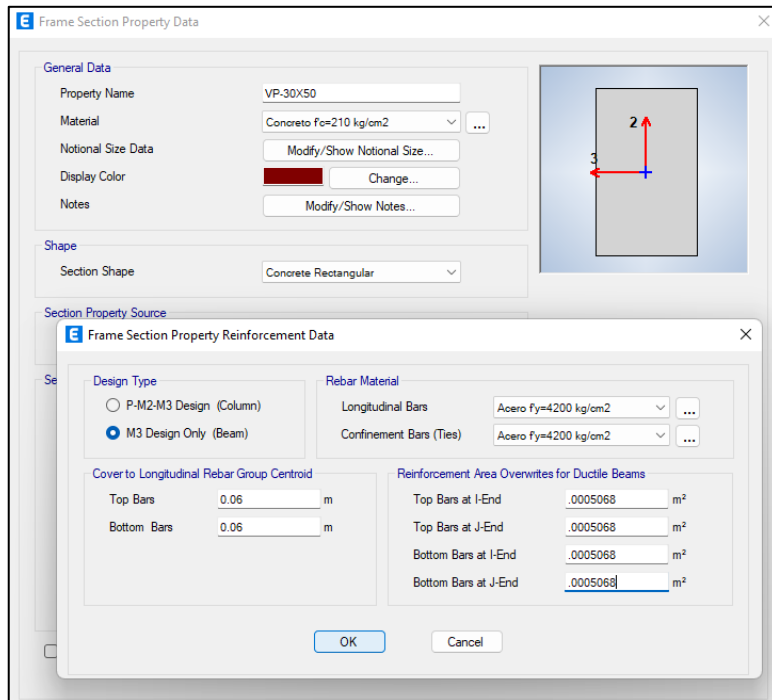 E Frame Section Property Data
General Data
Property Name VP-30X50
Material Concreto f'c=210 kg/cm2 ...
Notional Size Data Modify/Show Notional Size...
Display Color Change...
Notes Modify/Show Notes...
2
3
Shape
Section Shape Concrete Rectangular
Section Property Source
E Frame Section Property Reinforcement Data
Se
Design Type
P-M2-M3 Design (Column)
M3 Design Only (Beam)
Rebar Material
Longitudinal Bars Acero f'y=4200 kg/cm2 ...
Confinement Bars (Ties) Acero f'y=4200 kg/cm2 ...
Cover to Longitudinal Rebar Group Centroid
Top Bars 0.06 m
Bottom Bars 0.06 m
Reinforcement Area Overwrites for Ductile Beams
Top Bars at I-End .0005068 m²
Top Bars at J-End .0005068 m²
Bottom Bars at I-End .0005068 m²
Bottom Bars at J-End .0005068 m²
OK Cancel